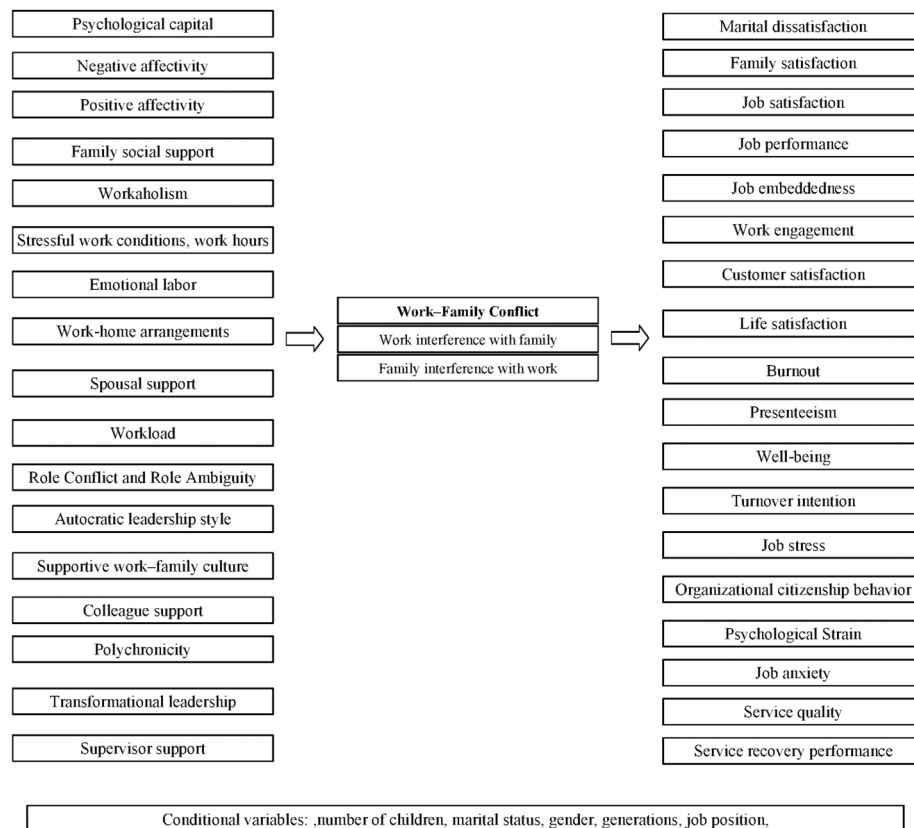 Psychological capital
Negative affectivity
Positive affectivity
Family social support
Workaholism
Stressful work conditions, work hours
Emotional labor
Work-home arrangements
Spousal support
Workload
Role Conflict and Role Ambiguity
Autocratic leadership style
Supportive work–family culture
Colleague support
Polychronicity
Transformational leadership
Supervisor support
Work–Family Conflict
Work interference with family
Family interference with work
Marital dissatisfaction
Family satisfaction
Job satisfaction
Job performance
Job embeddedness
Work engagement
Customer satisfaction
Life satisfaction
Burnout
Presenteeism
Well-being
Turnover intention
Job stress
Organizational citizenship behavior
Psychological Strain
Job anxiety
Service quality
Service recovery performance
Conditional variables: ,number of children, marital status, gender, generations, job position,